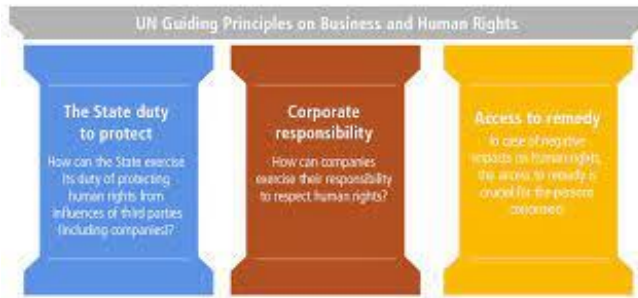 UN Guiding Principles on Business and Human Rights
The State duty
to protect
How can the State exercise
its duty of protecting
human rights from
influences of third parties
(including companies)?
Corporate
responsibility
How can companies
exercise their responsibility
to respect human rights?
Access to remedy
In case of negative
impacts on human rights,
the access to remedy is
crucial for the persons
concerned.